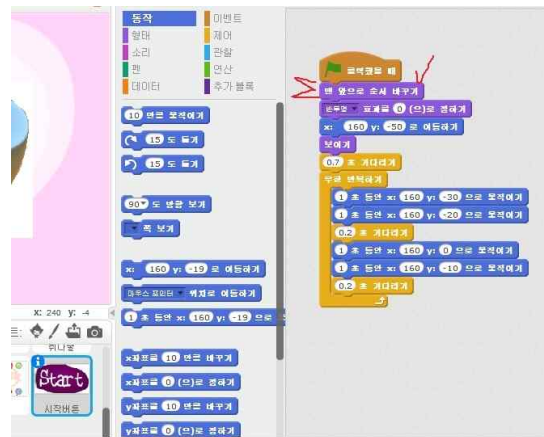 동작
이벤트
형태
제어
소리
관찰
펜
연산
데이터
추가 블록
10 만큼 움직이기
15 도 돌기
15 도 돌기
90 도 방향 보기
쪽 보기
x: 160 y: -19 로 이동하기
마우스 포인터 위치로 이동하기
1 초 동안 x: 160 y: -19 으로
x좌표를 10 만큼 바꾸기
x좌표를 0 (으)로 정하기
y좌표를 10 만큼 바꾸기
y좌표를 0 (으)로 정하기
x: 240 y: -4
Start
시작버튼
클릭했을 때
맨 앞으로 순서 바꾸기
반투명 효과를 0 (으)로 정하기
x: 160 y: -50 로 이동하기
보이기
0.7 초 기다리기
무한 반복하기
1 초 동안 x: 160 y: -30 으로 움직이기
1 초 동안 x: 160 y: -20 으로 움직이기
0.2 초 기다리기
1 초 동안 x: 160 y: 0 으로 움직이기
1 초 동안 x: 160 y: -10 으로 움직이기
0.2 초 기다리기